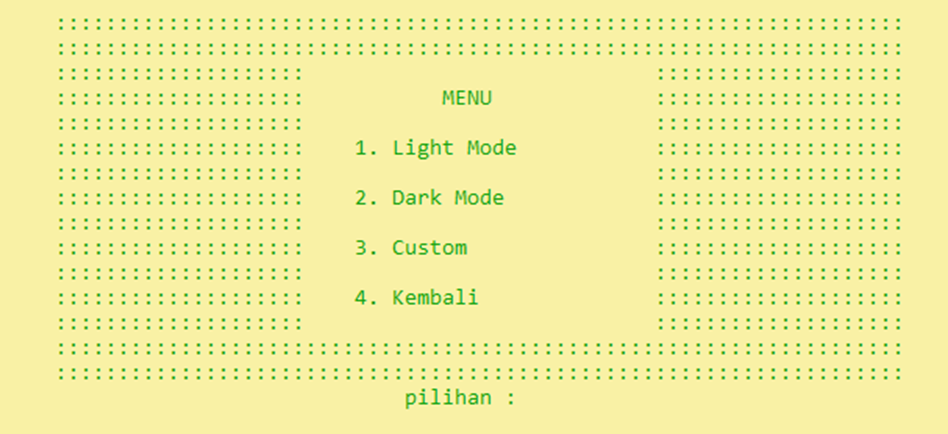 MENU
1. Light Mode
2. Dark Mode
3. Custom
4. Kembali
pilihan :